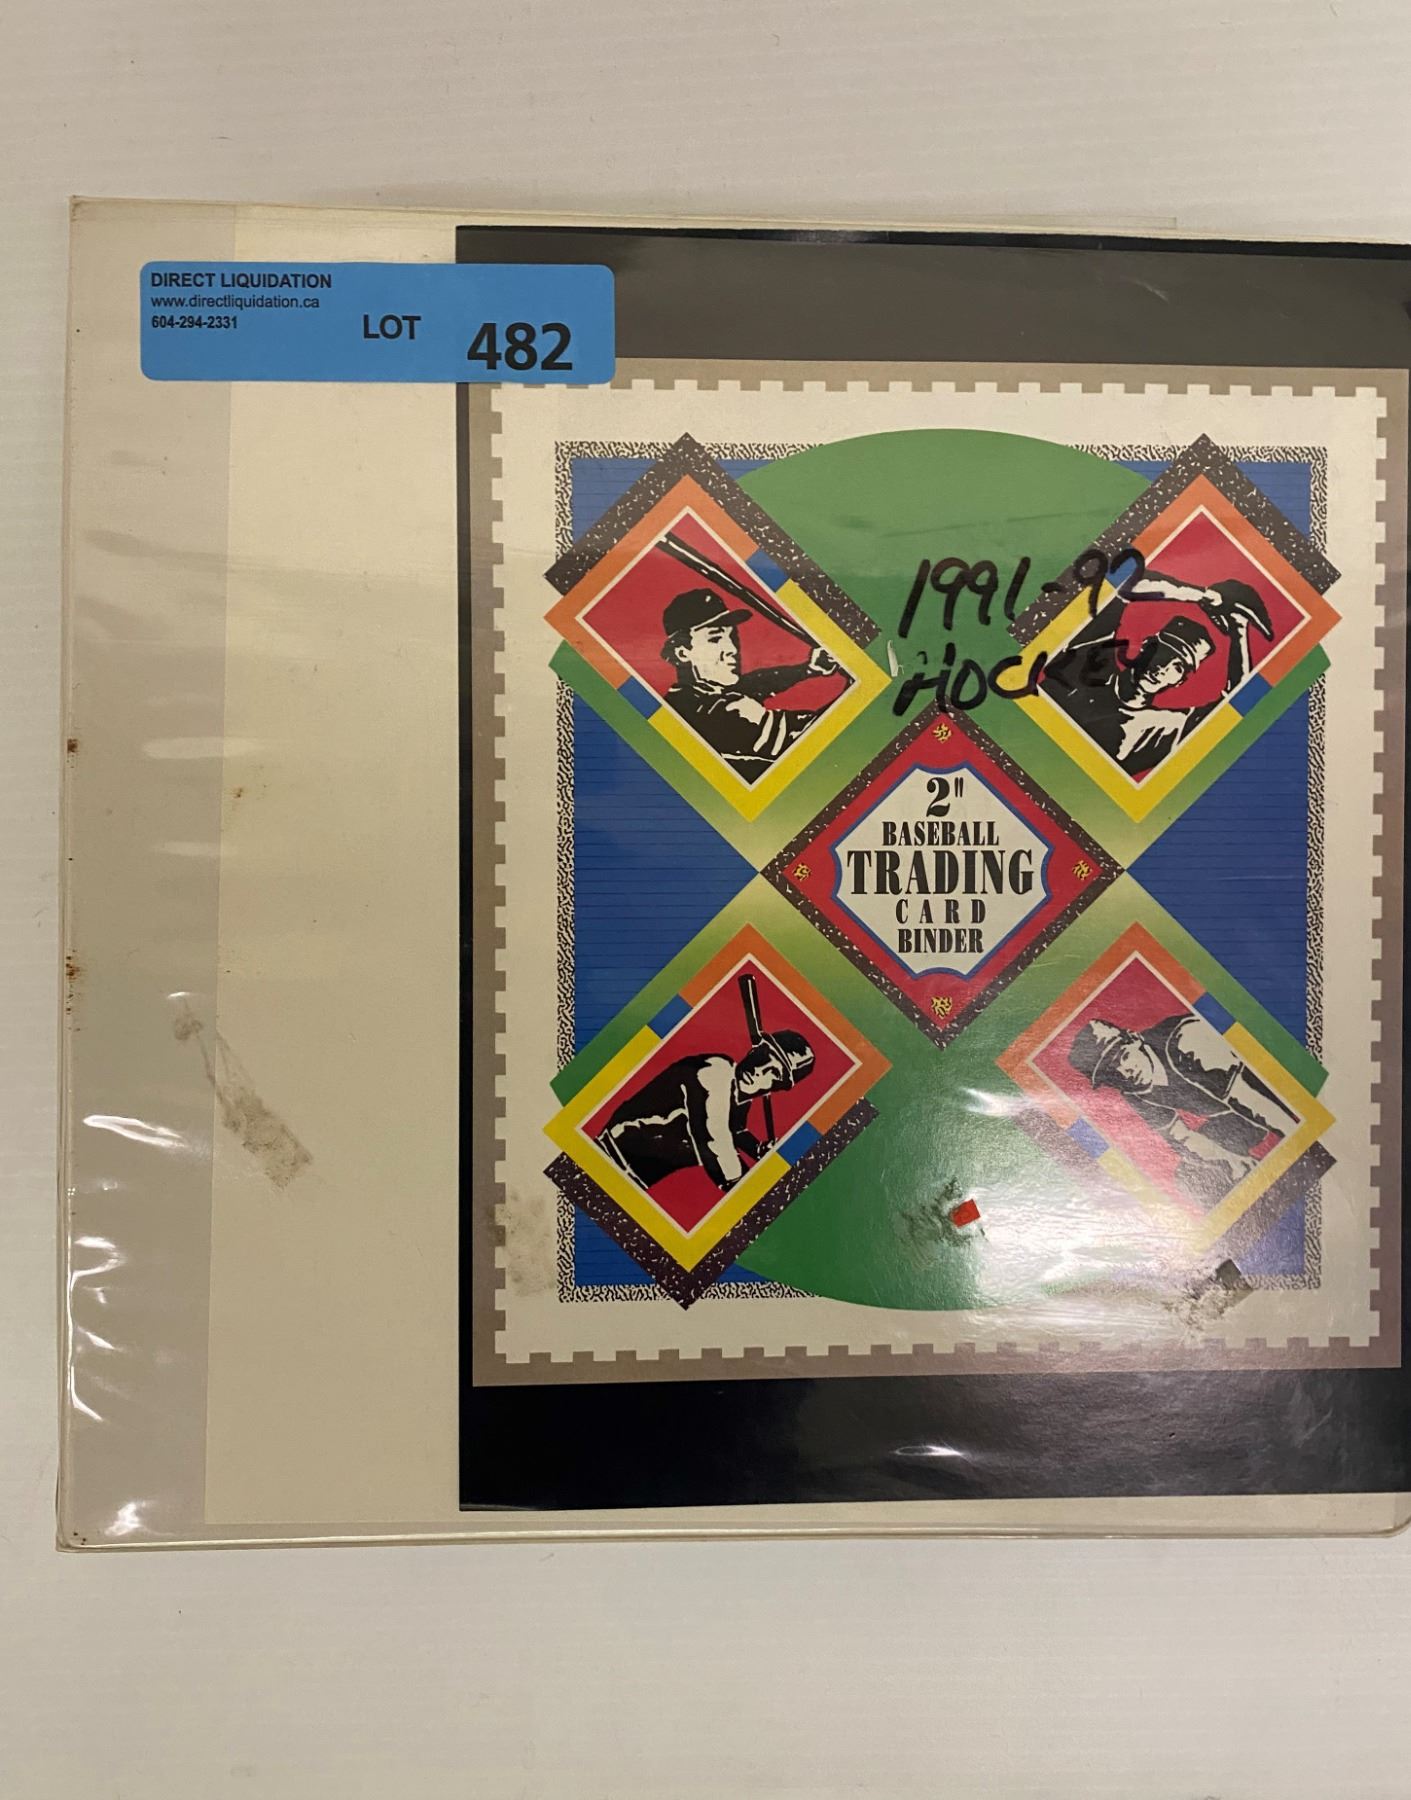 DIRECT LIQUIDATION
www.directliquidation.ca
604-294-2331
LOT 482
1991-92
HOCKEY
2"
BASEBALL
TRADING
CARD
BINDER